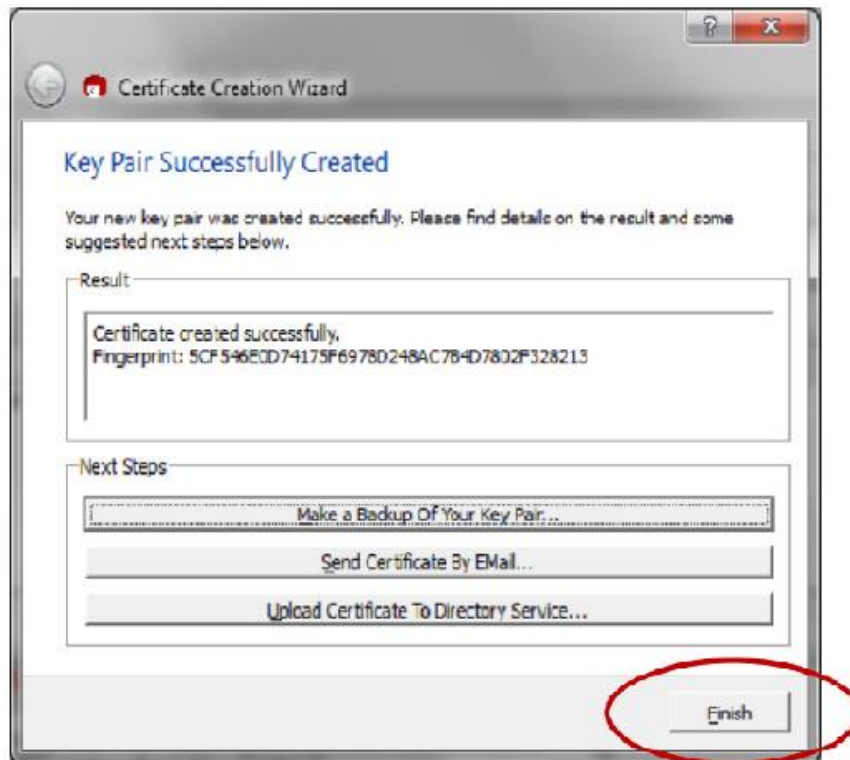 Certificate Creation Wizard
Key Pair Successfully Created
Your new key pair was created successfully. Please find details on the result and some
suggested next steps below.
Result
Certificate created successfully.
Fingerprint: 5CF546E0D74175F6978D248AC784D7802F328213
Next Steps
Make a Backup Of Your Key Pair...
Send Certificate By EMail...
Upload Certificate To Directory Service...
Finish